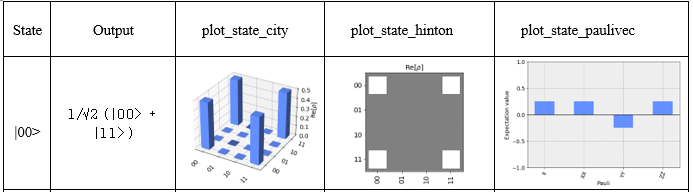 State
Output
plot_state_city
plot_state_hinton
plot_state_paulivec
|00>
1/√2 (|00> +
|11>)
0.5
0.4
0.3
0.2
0.1
0.0
Re[ρ]
00
01
10
11
00
01
10
11
Re[ρ]
00
01
10
11
00
01
10
11
1.0
0.5
0.0
−0.5
−1.0
Expectation value
II
XX
YY
ZZ
Pauli